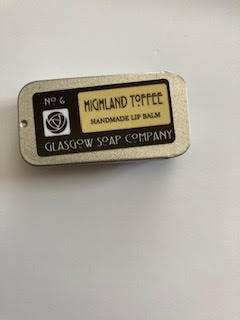 No 6
HIGHLAND TOFFEE
HANDMADE LIP BALM
GLASGOW SOAP COMPANY